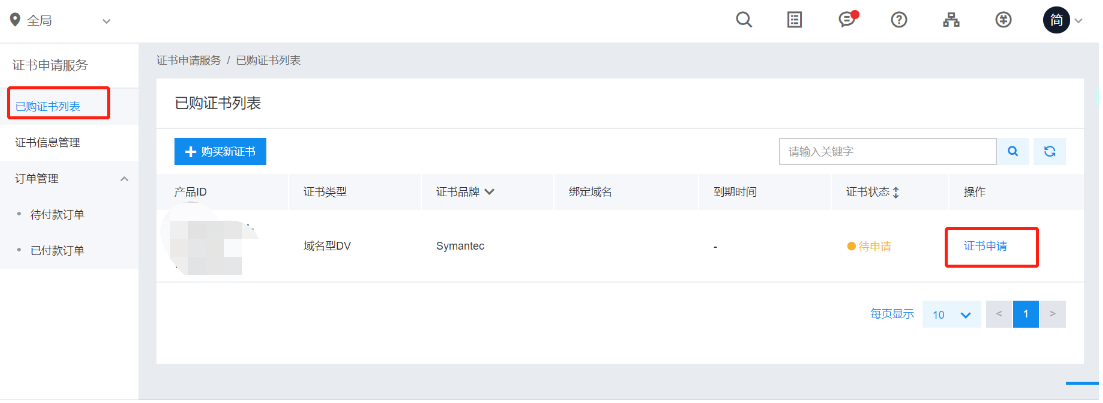 全局
简
证书申请服务
已购证书列表
证书信息管理
订单管理
待付款订单
已付款订单
证书申请服务 / 已购证书列表
已购证书列表
+ 购买新证书
请输入关键字
产品ID 证书类型 证书品牌 绑定域名 到期时间 证书状态 操作
域名型DV Symantec - 待申请 证书申请
每页显示 10 < 1 >